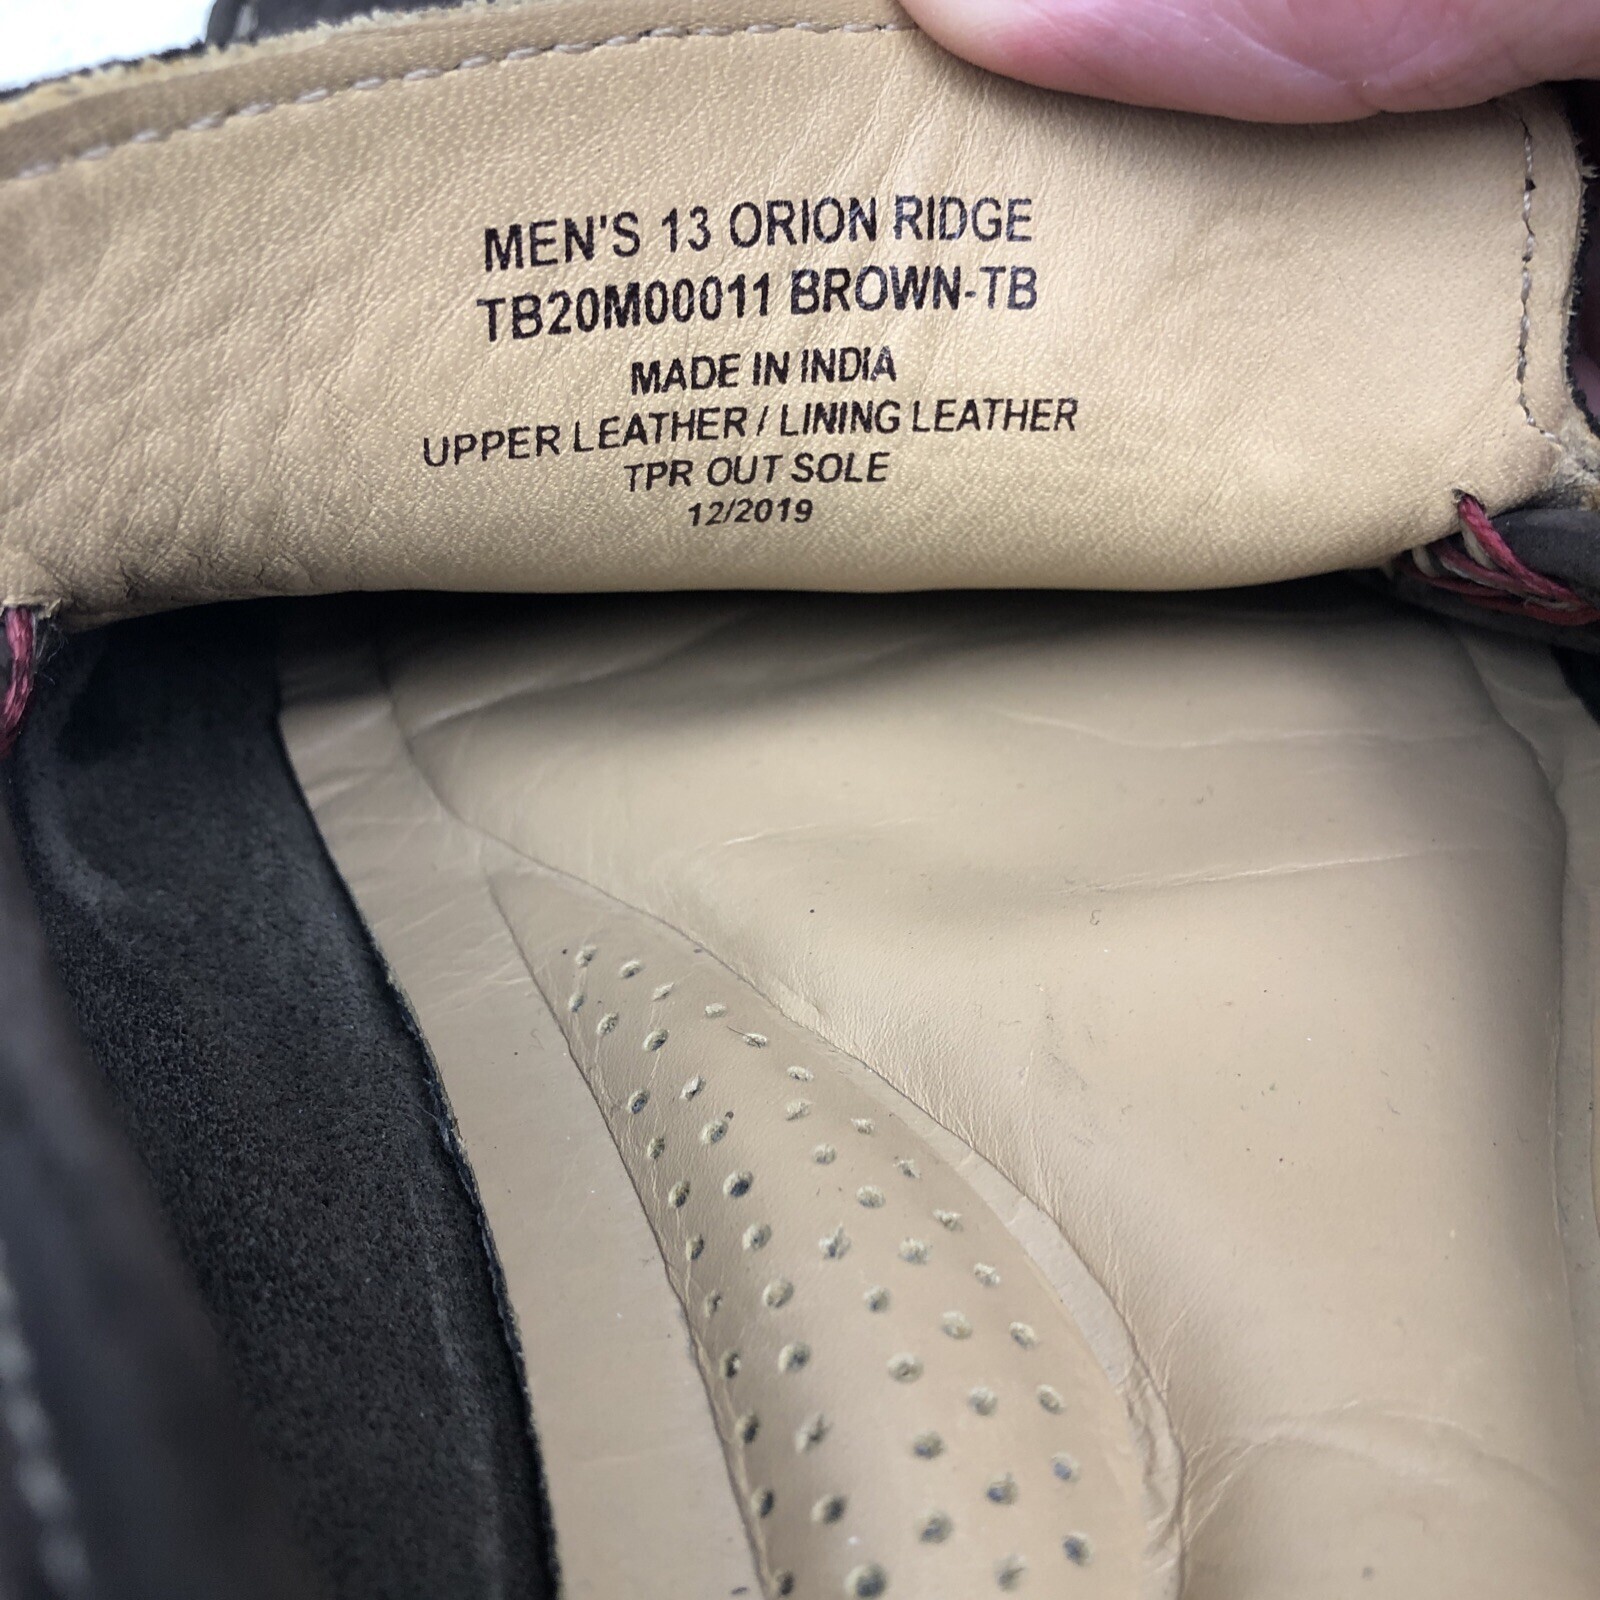 MEN'S 13 ORION RIDGE
TB20M00011 BROWN-TB
MADE IN INDIA
UPPER LEATHER / LINING LEATHER
TPR OUT SOLE
12/2019